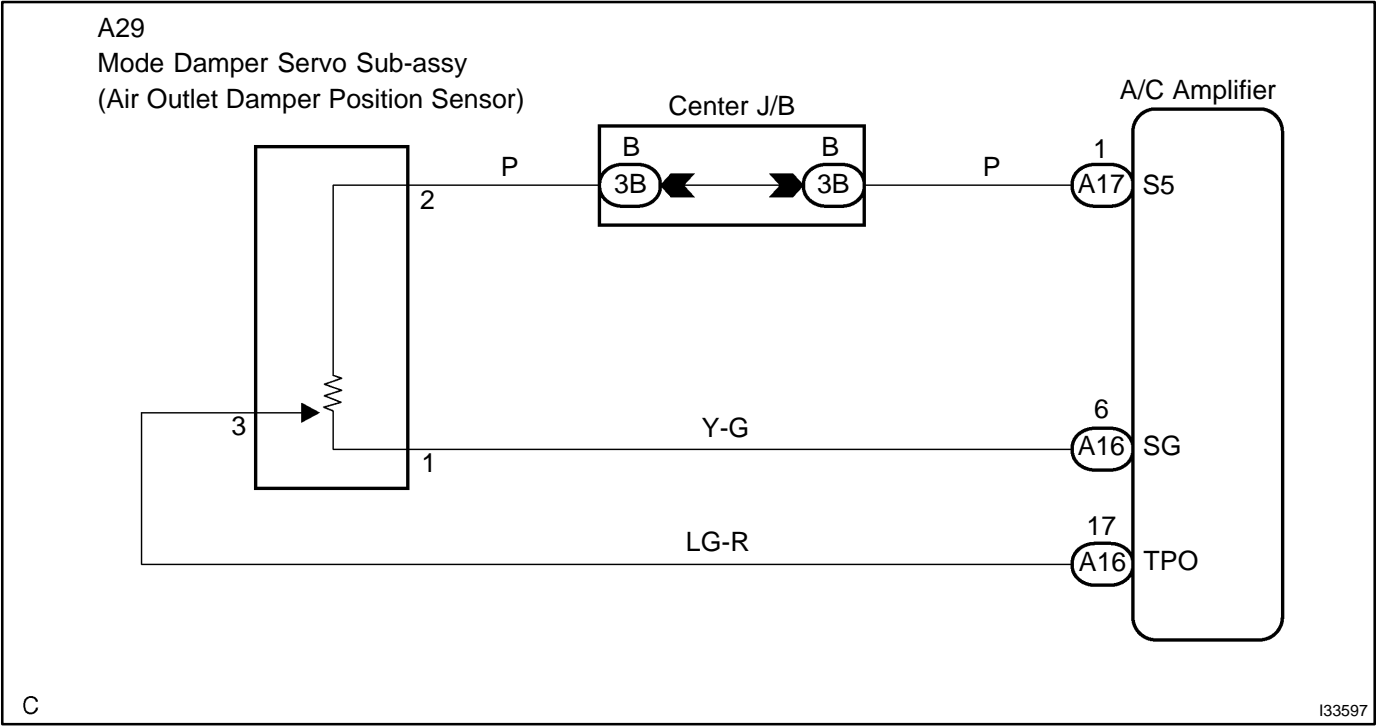 A29
Mode Damper Servo Sub-assy
(Air Outlet Damper Position Sensor)
Center J/B
A/C Amplifier
P
B
B
P
1
3B
3B
A17
S5
2
3
Y-G
6
A16
SG
1
LG-R
17
A16
TPO
C
I33597